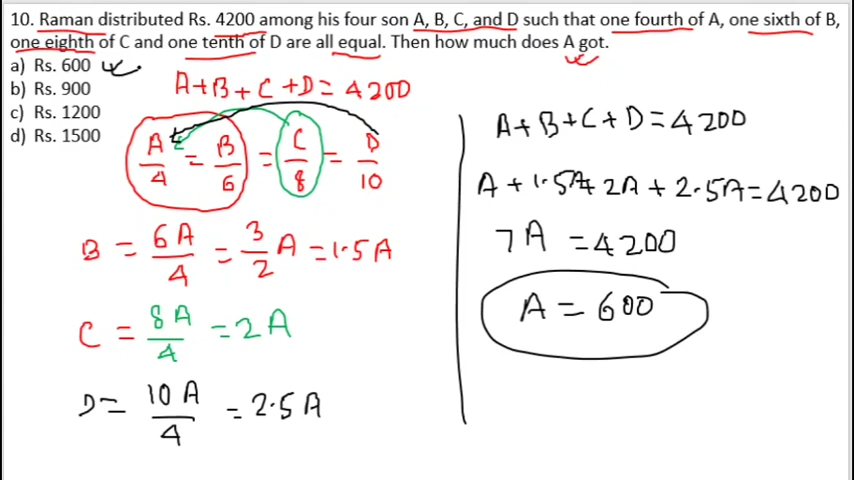 10. Raman distributed Rs. 4200 among his four son A, B, C, and D such that one fourth of A, one sixth of B,
one eighth of C and one tenth of D are all equal. Then how much does A got.
a) Rs. 600
b) Rs. 900
c) Rs. 1200
d) Rs. 1500
A+B+C+D=4200
A/4 = B/6 = C/8 = D/10
B = 6A/4 = 3/2 A = 1.5A
C = 8A/4 = 2A
D = 10A/4 = 2.5A
A+B+C+D=4200
A+1.5A+2A+2.5A=4200
7A =4200
A = 600